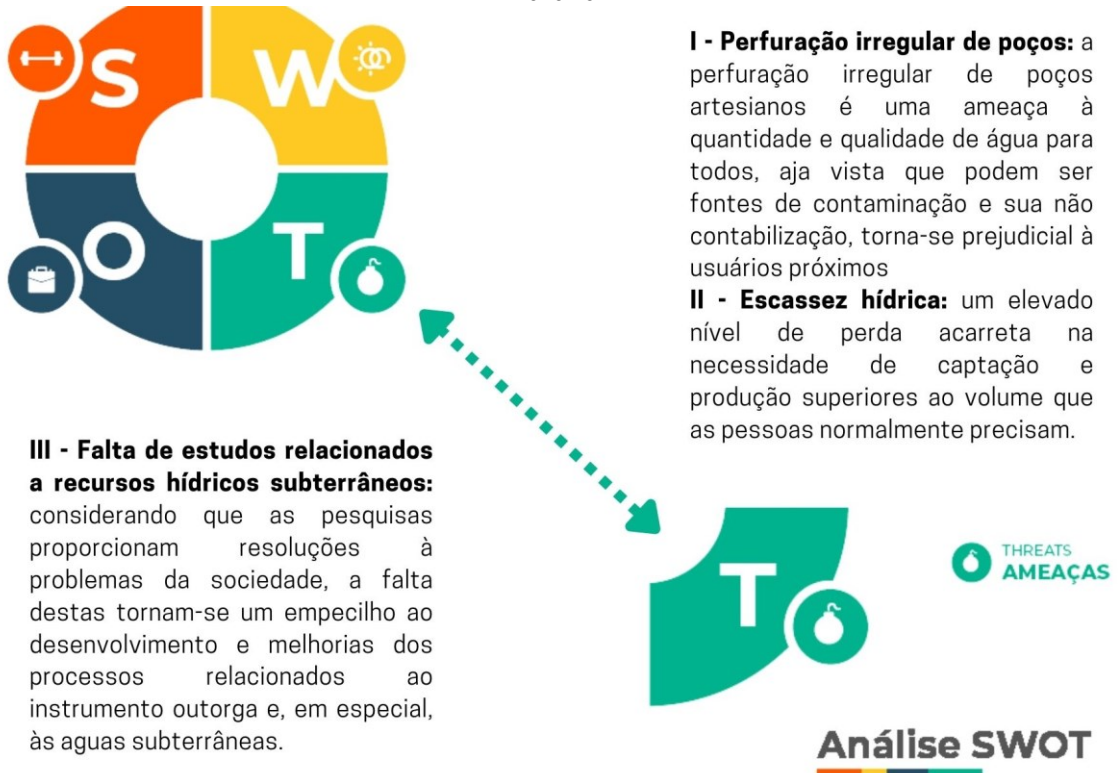 S W
O T
I - Perfuração irregular de poços: a
perfuração irregular de poços
artesianos é uma ameaça à
quantidade e qualidade de água para
todos, aja vista que podem ser
fontes de contaminação e sua não
contabilização, torna-se prejudicial à
usuários próximos
II - Escassez hídrica: um elevado
nível de perda acarreta na
necessidade de captação e
produção superiores ao volume que
as pessoas normalmente precisam.
III - Falta de estudos relacionados
a recursos hídricos subterrâneos:
considerando que as pesquisas
proporcionam resoluções à
problemas da sociedade, a falta
destas tornam-se um empecilho ao
desenvolvimento e melhorias dos
processos relacionados ao
instrumento outorga e, em especial,
às aguas subterrâneas.
T
THREATS
AMEAÇAS
Análise SWOT